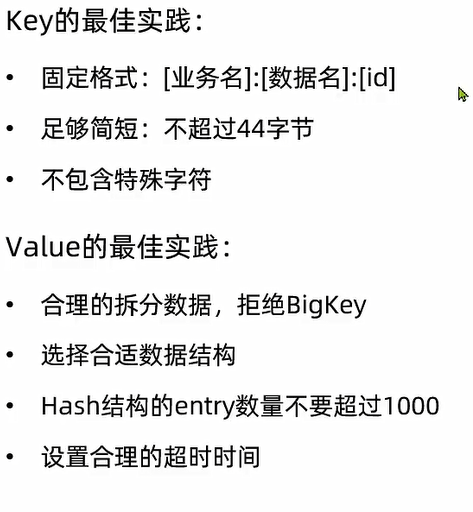 Key的最佳实践：
• 固定格式：[业务名]:[数据名]:[id]
• 足够简短：不超过44字节
• 不包含特殊字符
Value的最佳实践：
• 合理的拆分数据，拒绝BigKey
• 选择合适数据结构
• Hash结构的entry数量不要超过1000
• 设置合理的超时时间